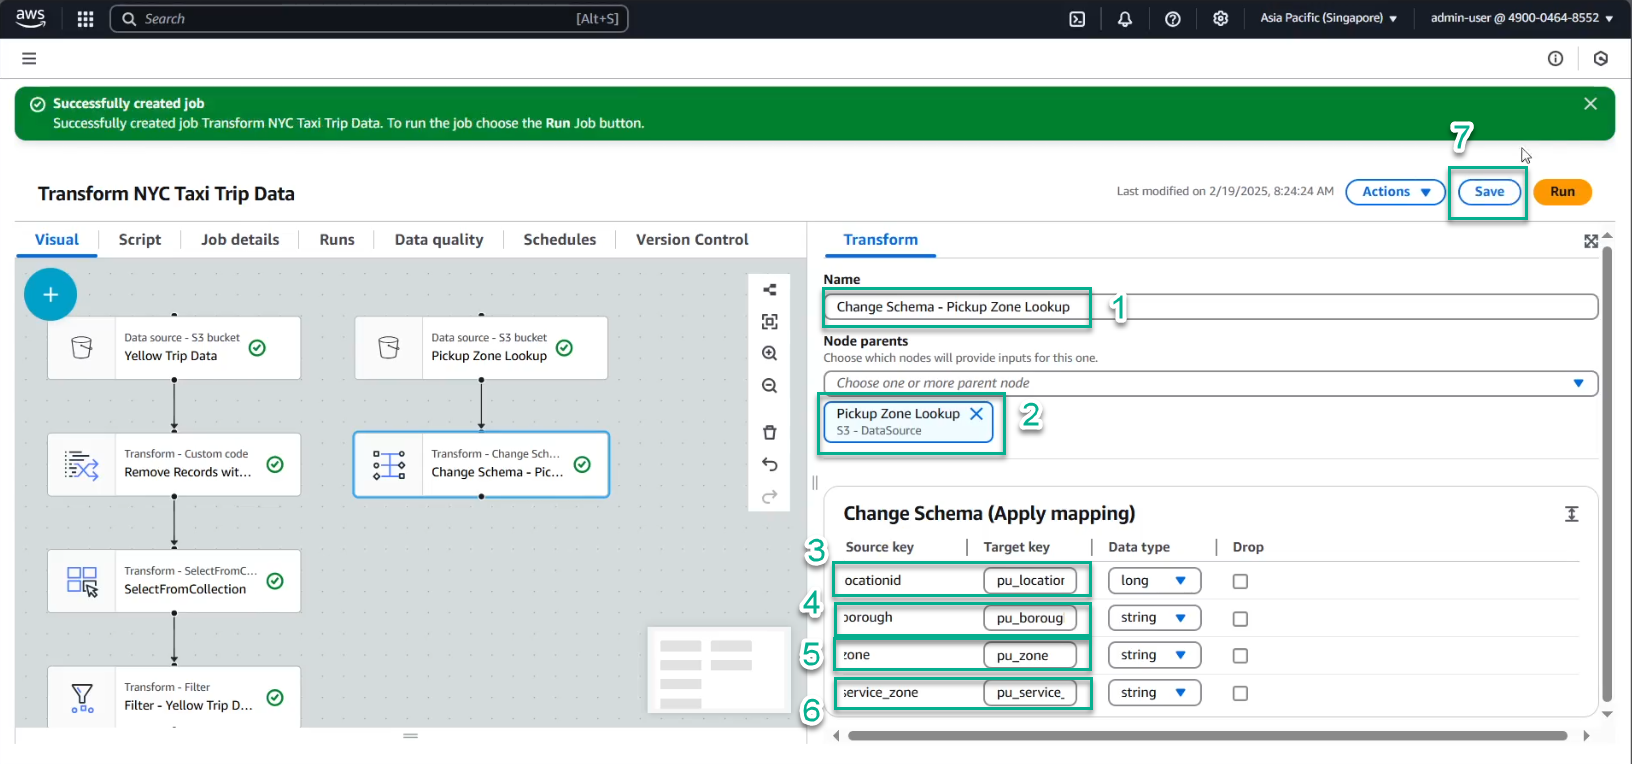 aws
Search
[Alt+S]
Asia Pacific (Singapore)
admin-user @ 4900-0464-8552
Successfully created job
Successfully created job Transform NYC Taxi Trip Data. To run the job choose the Run Job button.
7
Transform NYC Taxi Trip Data
Last modified on 2/19/2025, 8:24:24 AM
Actions
Save
Run
Visual
Script
Job details
Runs
Data quality
Schedules
Version Control
Data source - S3 bucket
Yellow Trip Data
Data source - S3 bucket
Pickup Zone Lookup
Transform - Custom code
Remove Records wit...
Transform - Change Sch...
Change Schema - Pic...
Transform - SelectFromC...
SelectFromCollection
Transform - Filter
Filter - Yellow Trip D...
Transform
Name
Change Schema - Pickup Zone Lookup
1
Node parents
Choose which nodes will provide inputs for this one.
Choose one or more parent node
Pickup Zone Lookup
S3 - DataSource
2
Change Schema (Apply mapping)
Source key
Target key
Data type
Drop
3
ocationid
pu_location
long
4
borough
pu_boroug
string
5
zone
pu_zone
string
6
service_zone
pu_service_
string